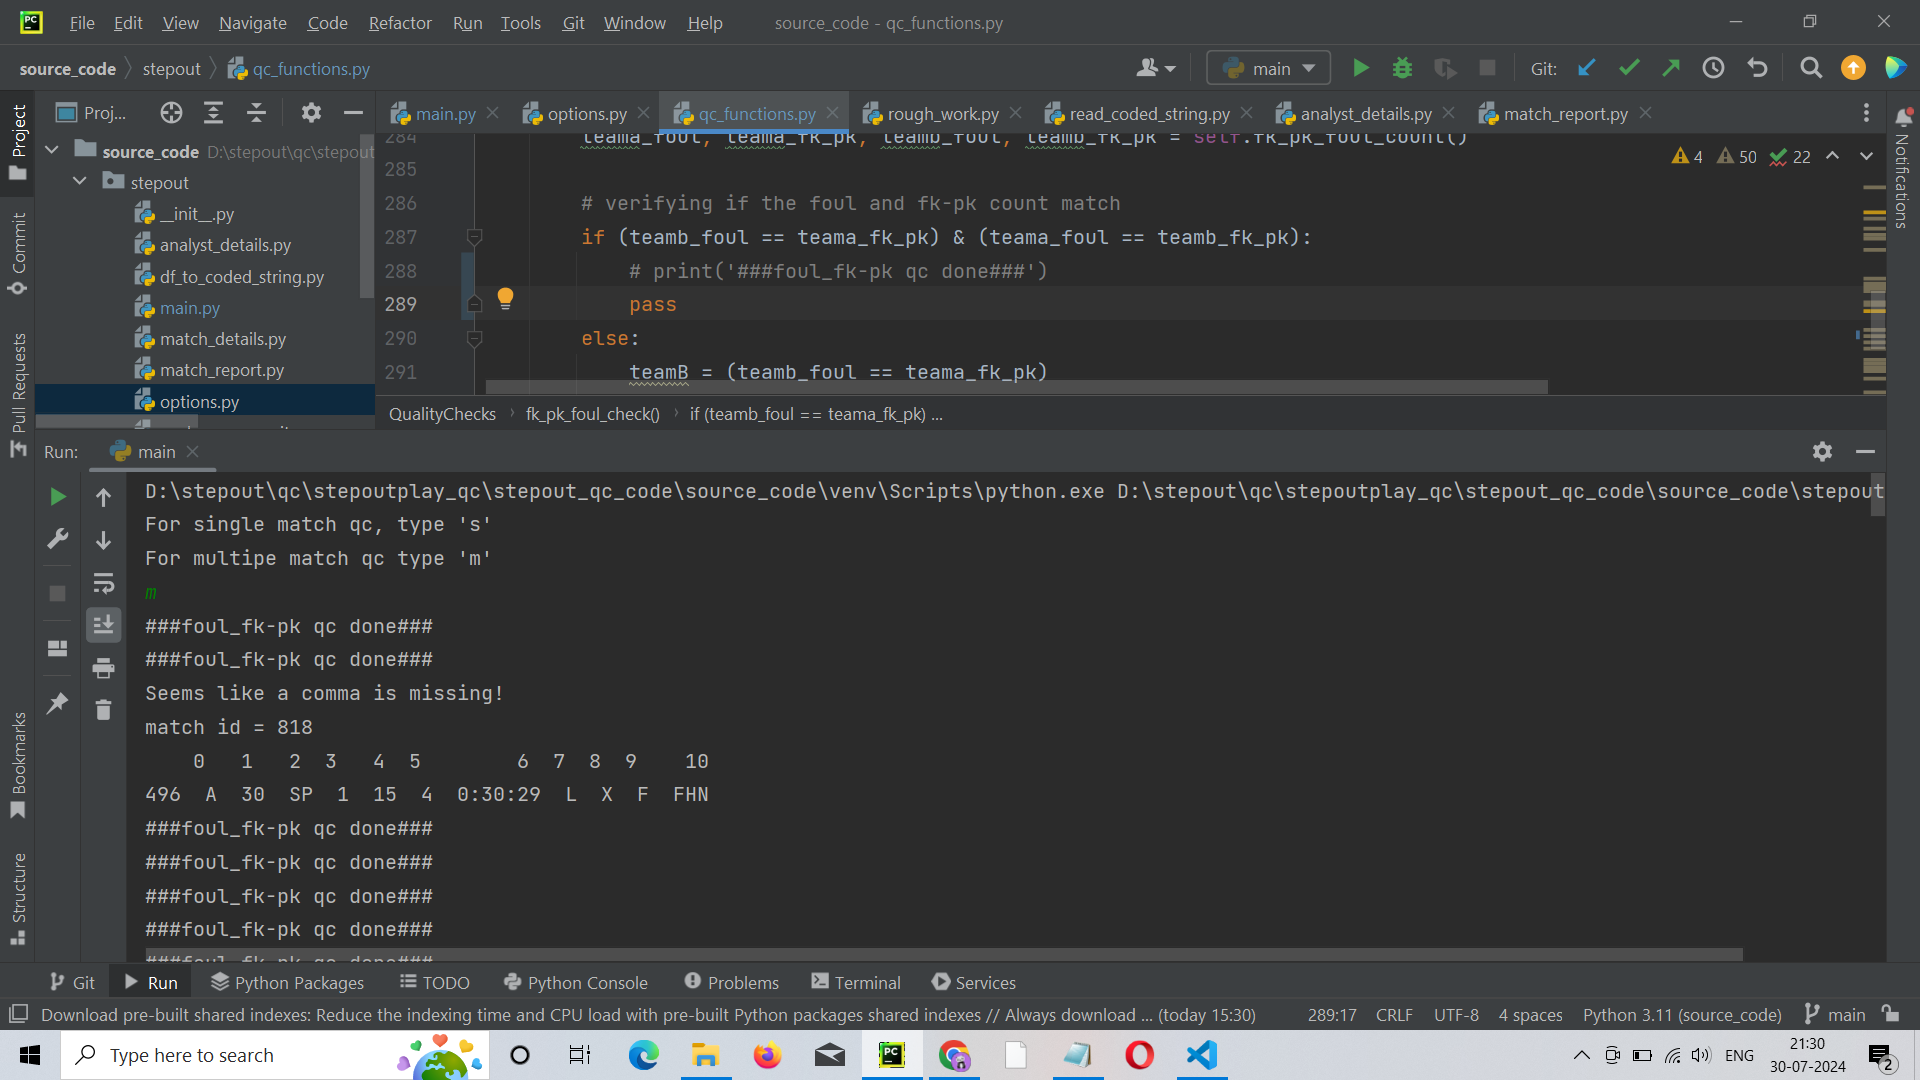 PC File Edit View Navigate Code Refactor Run Tools Git Window Help source_code - qc_functions.py
source_code stepout qc_functions.py main Git:
Proj... main.py options.py qc_functions.py rough_work.py read_coded_string.py analyst_details.py match_report.py
Project
Commit
Pull Requests
Bookmarks
Structure
Notifications
source_code D:\stepout\qc\stepout
stepout
__init__.py
analyst_details.py
df_to_coded_string.py
main.py
match_details.py
match_report.py
options.py
284 teama_foul, teama_fk_pk, teamb_foul, teamb_fk_pk = self.fk_pk_foul_count()
4 50 22
285
286 # verifying if the foul and fk-pk count match
287 if (teamb_foul == teama_fk_pk) & (teama_foul == teamb_fk_pk):
288 # print('###foul_fk-pk qc done###')
289 pass
290 else:
291 teamB = (teamb_foul == teama_fk_pk)
QualityChecks fk_pk_foul_check() if (teamb_foul == teama_fk_pk) ...
Run: main
D:\stepout\qc\stepoutplay_qc\stepout_qc_code\source_code\venv\Scripts\python.exe D:\stepout\qc\stepoutplay_qc\stepout_qc_code\source_code\stepout
For single match qc, type 's'
For multipe match qc type 'm'
m
###foul_fk-pk qc done###
###foul_fk-pk qc done###
Seems like a comma is missing!
match id = 818
0 1 2 3 4 5 6 7 8 9 10
496 A 30 SP 1 15 4 0:30:29 L X F FHN
###foul_fk-pk qc done###
###foul_fk-pk qc done###
###foul_fk-pk qc done###
###foul_fk-pk qc done###
###foul_fk-pk qc done###
Git Run Python Packages TODO Python Console Problems Terminal Services
Download pre-built shared indexes: Reduce the indexing time and CPU load with pre-built Python packages shared indexes // Always download ... (today 15:30) 289:17 CRLF UTF-8 4 spaces Python 3.11 (source_code) main
Type here to search PC ENG 21:30
30-07-2024 2